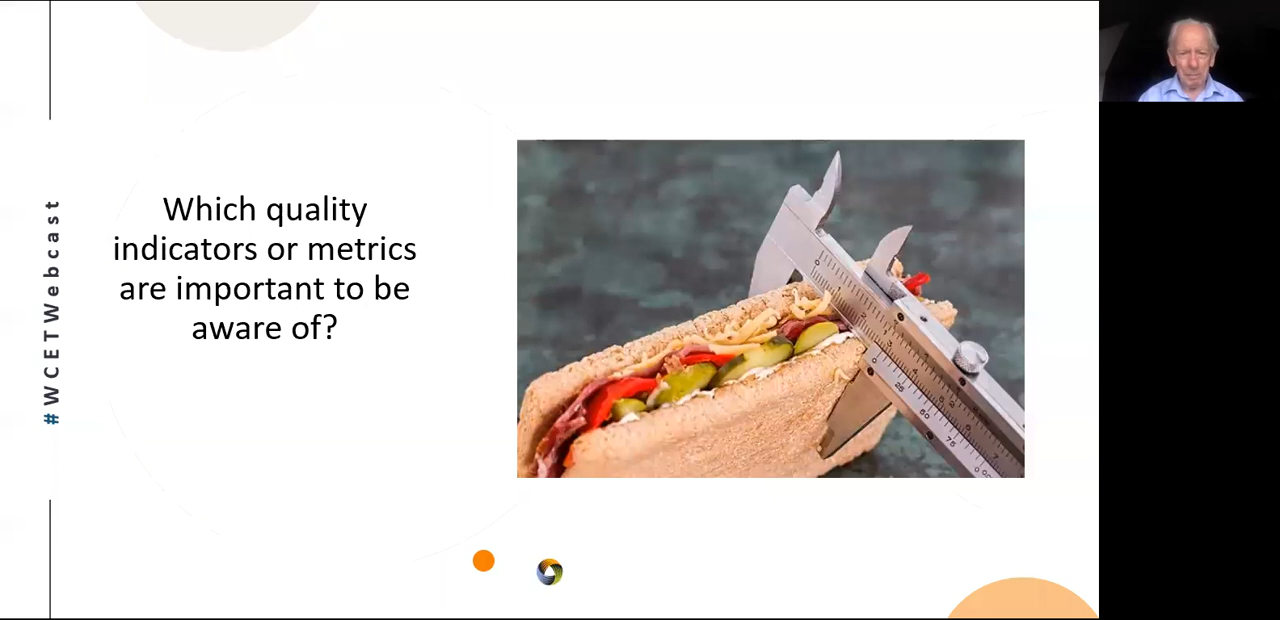 #WCETWebcast
Which quality
indicators or metrics
are important to be
aware of?